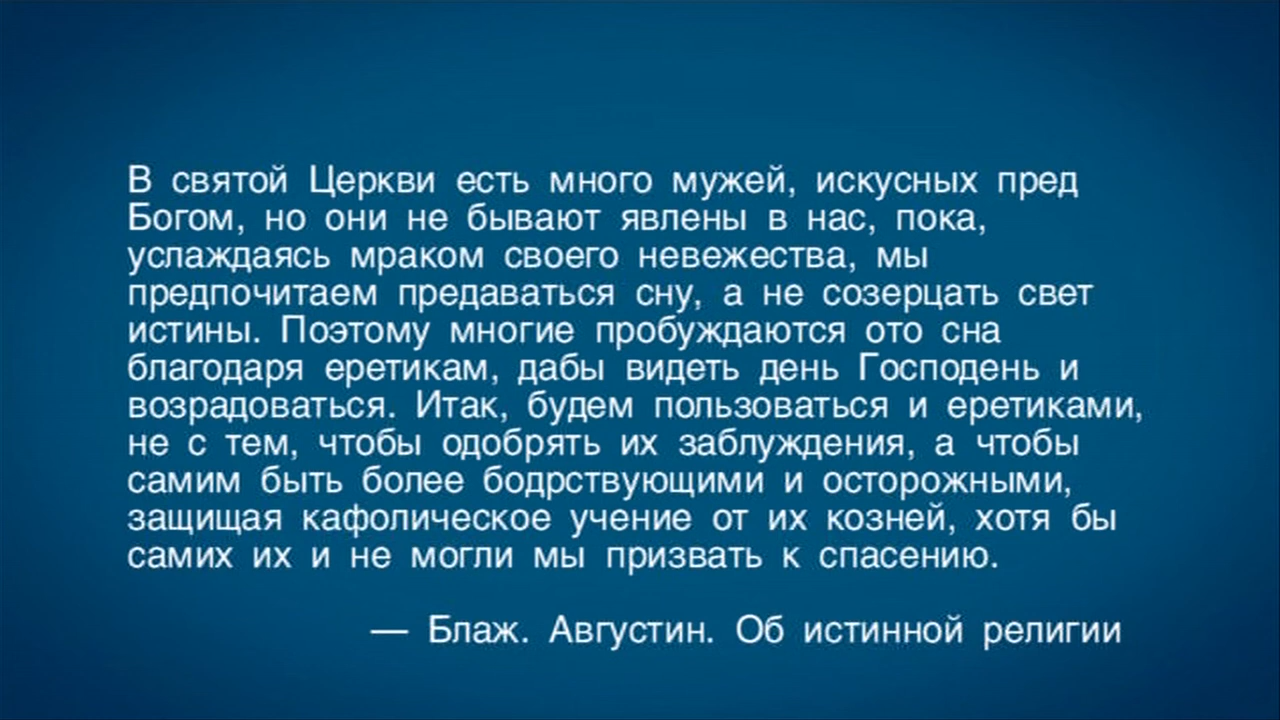 В святой Церкви есть много мужей, искусных пред
Богом, но они не бывают явлены в нас, пока,
услаждаясь мраком своего невежества, мы
предпочитаем предаваться сну, а не созерцать свет
истины. Поэтому многие пробуждаются ото сна
благодаря еретикам, дабы видеть день Господень и
возрадоваться. Итак, будем пользоваться и еретиками,
не с тем, чтобы одобрять их заблуждения, а чтобы
самим быть более бодрствующими и осторожными,
защищая кафолическое учение от их козней, хотя бы
самих их и не могли мы призвать к спасению.
— Блаж. Августин. Об истинной религии